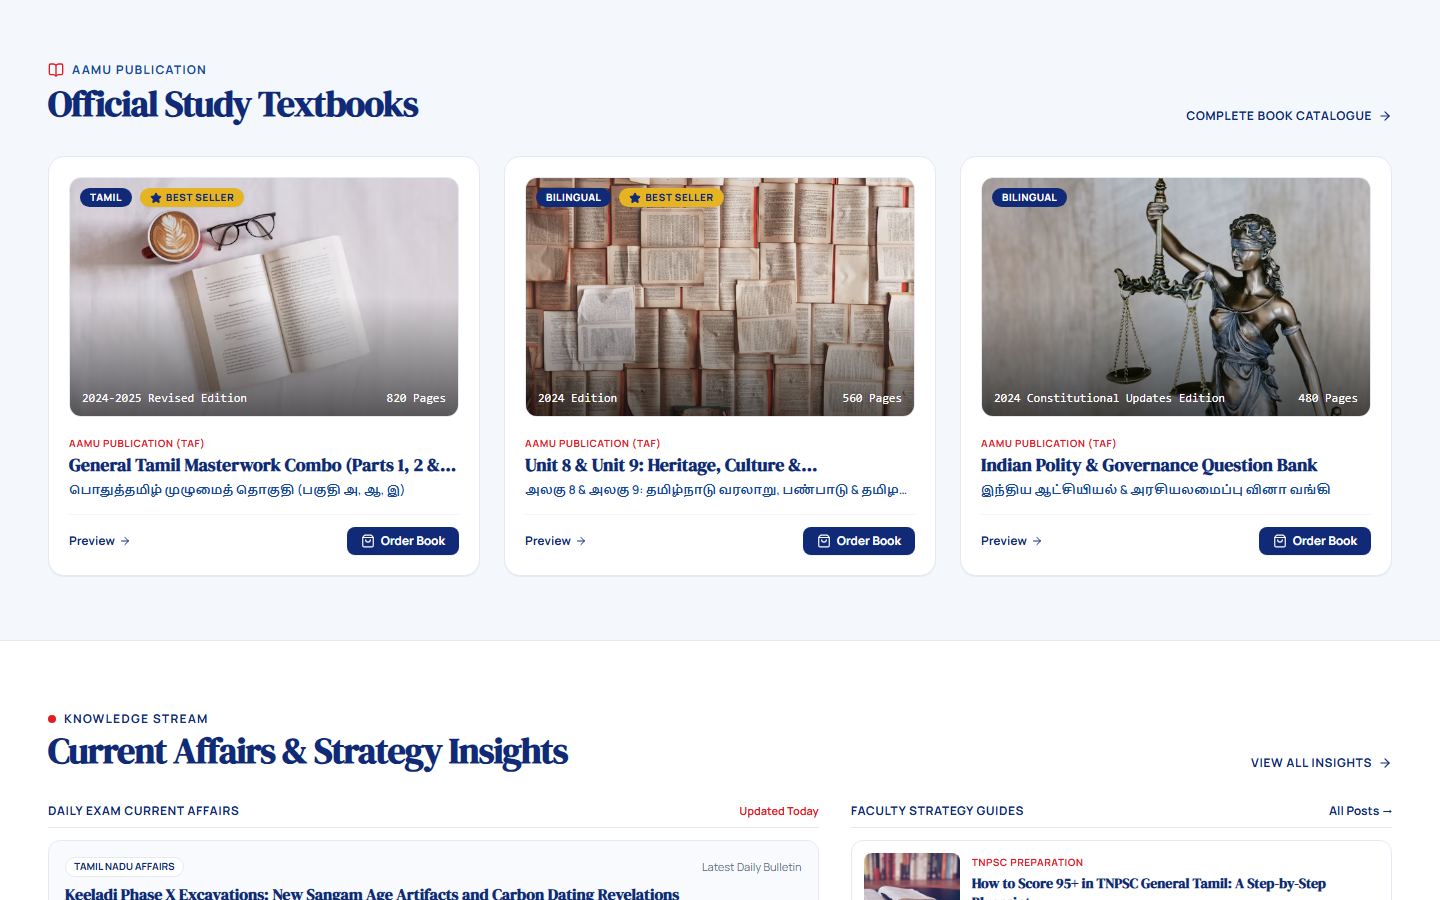 AAMU PUBLICATION
Official Study Textbooks
COMPLETE BOOK CATALOGUE →
TAMIL
★ BEST SELLER
2024-2025 Revised Edition
820 Pages
AAMU PUBLICATION (TAF)
General Tamil Masterwork Combo (Parts 1, 2 &...
பொதுத்தமிழ் முழுமைத் தொகுதி (பகுதி அ, ஆ, இ)
Preview →
Order Book
BILINGUAL
★ BEST SELLER
2024 Edition
560 Pages
AAMU PUBLICATION (TAF)
Unit 8 & Unit 9: Heritage, Culture &...
அலகு 8 & அலகு 9: தமிழ்நாடு வரலாறு, பண்பாடு & தமிழ...
Preview →
Order Book
BILINGUAL
2024 Constitutional Updates Edition
480 Pages
AAMU PUBLICATION (TAF)
Indian Polity & Governance Question Bank
இந்திய ஆட்சியியல் & அரசியலமைப்பு வினா வங்கி
Preview →
Order Book
KNOWLEDGE STREAM
Current Affairs & Strategy Insights
VIEW ALL INSIGHTS →
DAILY EXAM CURRENT AFFAIRS
Updated Today
TAMIL NADU AFFAIRS
Latest Daily Bulletin
Keeladi Phase X Excavations: New Sangam Age Artifacts and Carbon Dating Revelations
FACULTY STRATEGY GUIDES
All Posts →
TNPSC PREPARATION
How to Score 95+ in TNPSC General Tamil: A Step-by-Step